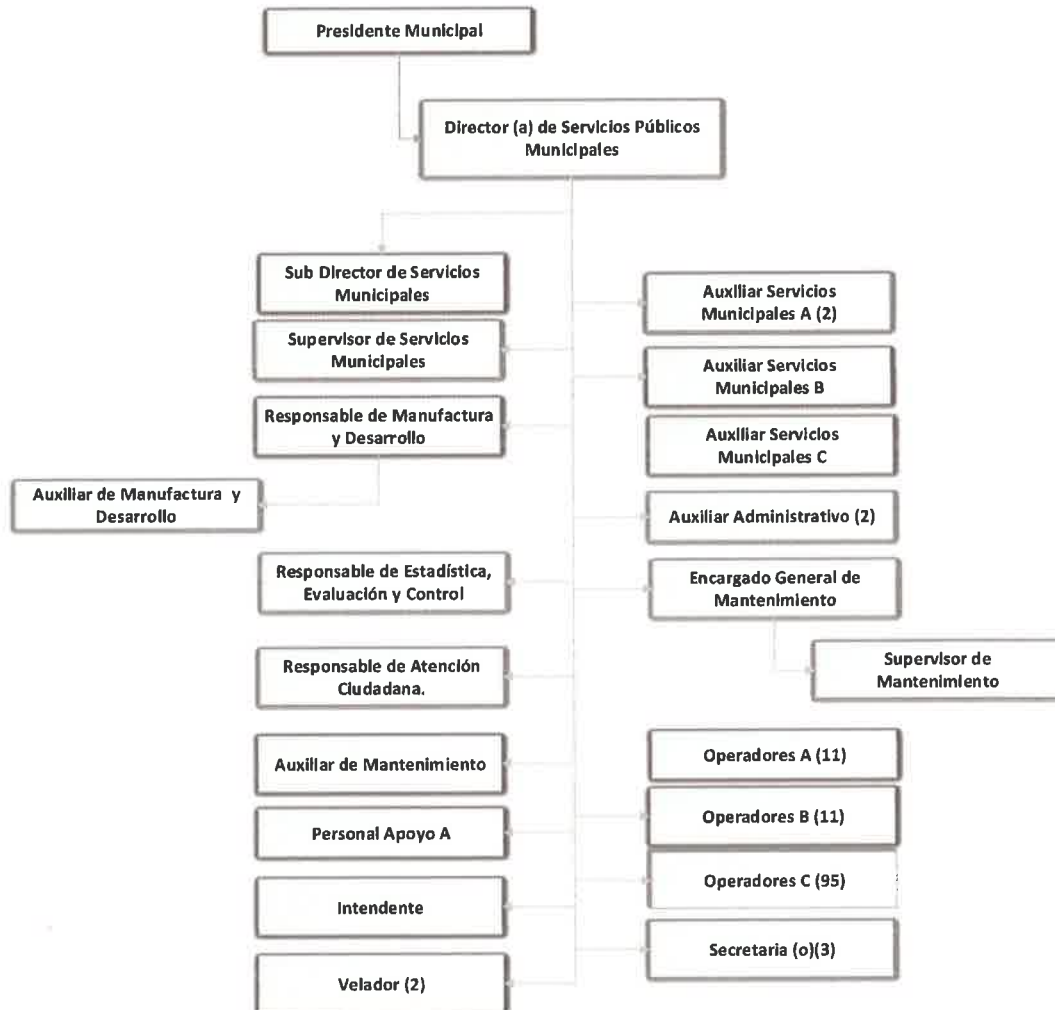 Presidente Municipal
Director (a) de Servicios Públicos
Municipales
Sub Director de Servicios
Municipales
Auxiliar Servicios
Municipales A (2)
Supervisor de Servicios
Municipales
Auxiliar Servicios
Municipales B
Responsable de Manufactura
y Desarrollo
Auxiliar Servicios
Municipales C
Auxiliar de Manufactura y
Desarrollo
Auxiliar Administrativo (2)
Responsable de Estadística,
Evaluación y Control
Encargado General de
Mantenimiento
Responsable de Atención
Ciudadana.
Supervisor de
Mantenimiento
Auxiliar de Mantenimiento
Operadores A (11)
Personal Apoyo A
Operadores B (11)
Intendente
Operadores C (95)
Velador (2)
Secretaria (o)(3)